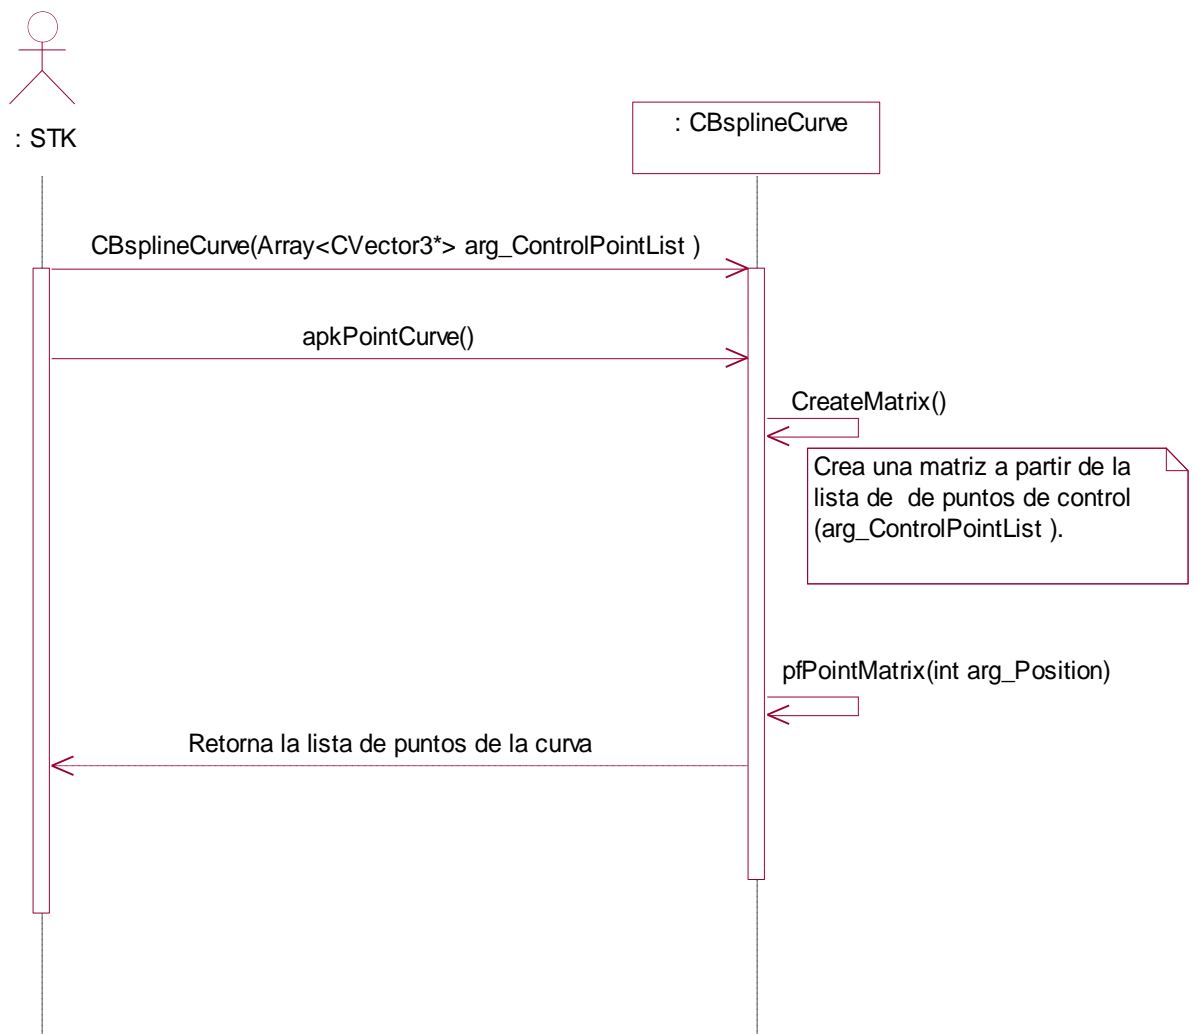 : STK
: CBsplineCurve
CBsplineCurve(Array<CVector3*> arg_ControlPointList )
apkPointCurve()
CreateMatrix()
Crea una matriz a partir de la
lista de  de puntos de control
(arg_ControlPointList ).
pfPointMatrix(int arg_Position)
Retorna la lista de puntos de la curva